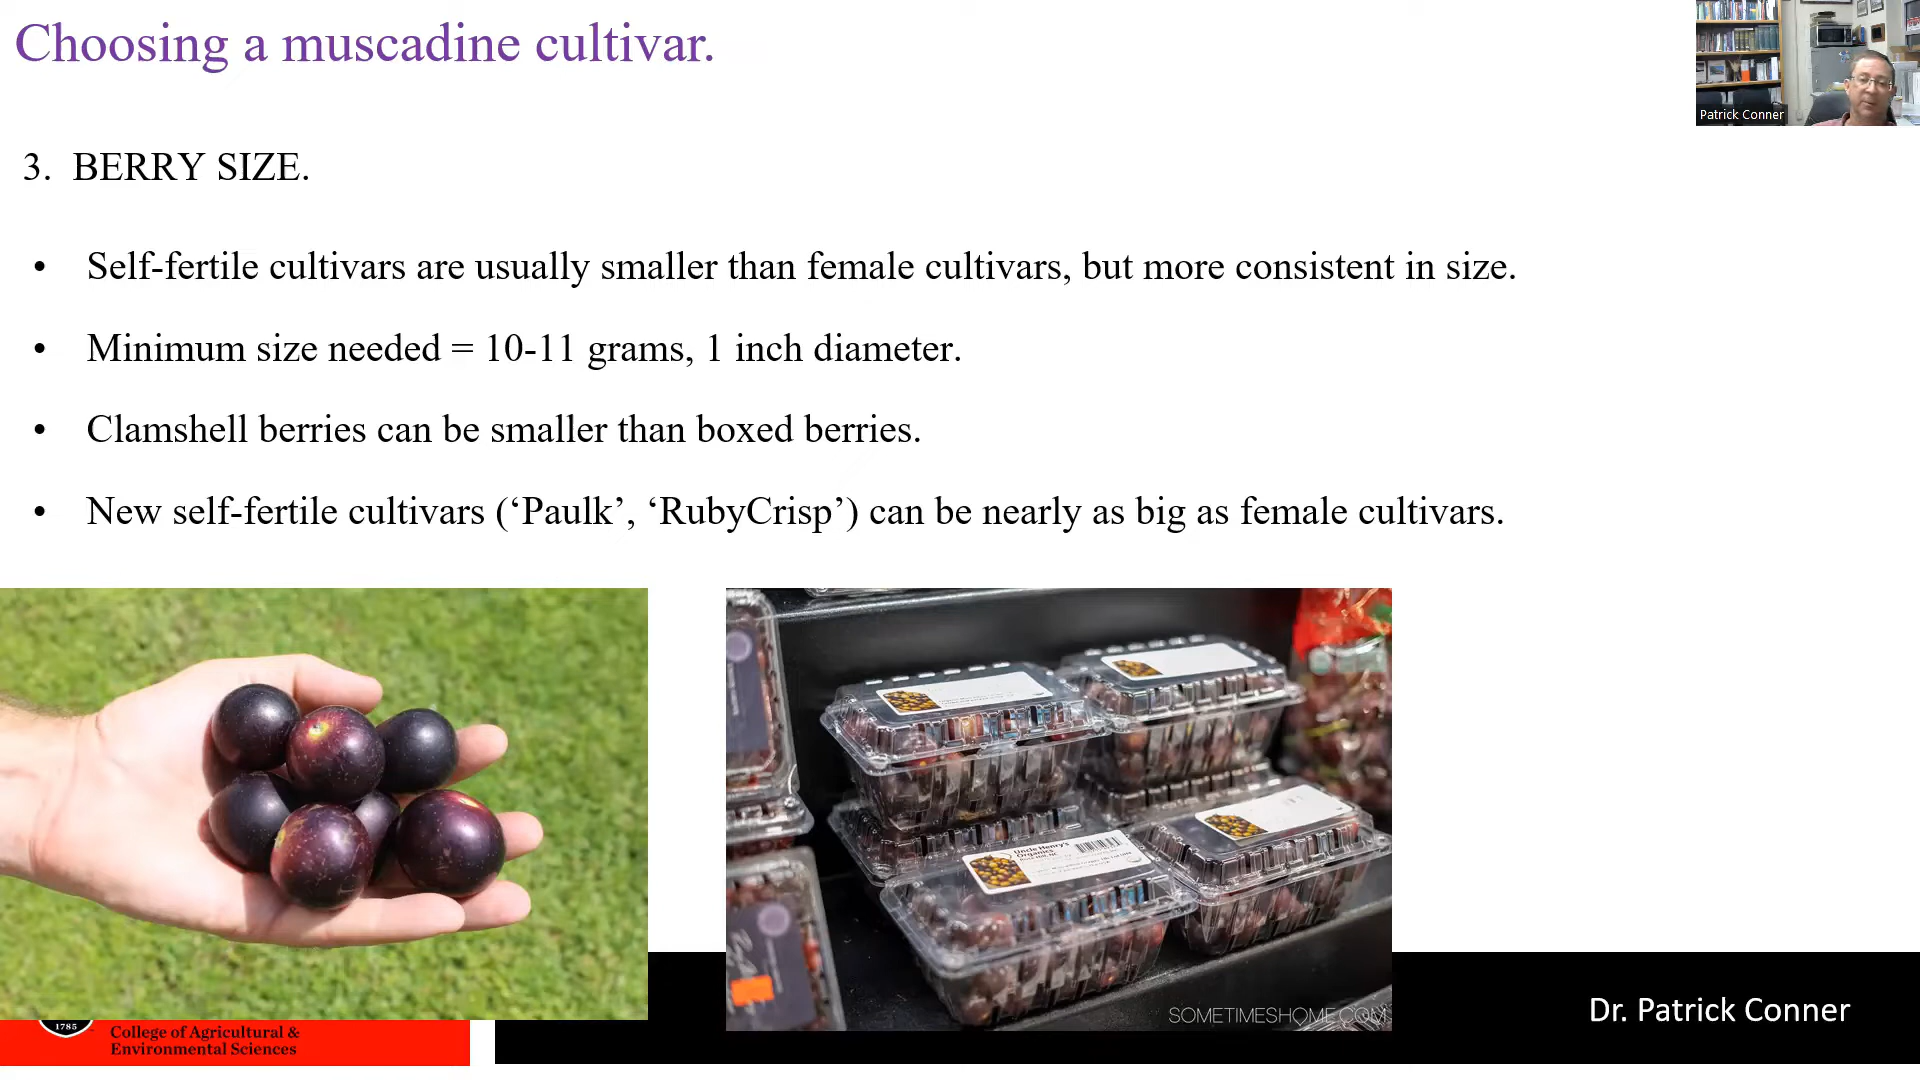 Choosing a muscadine cultivar.
Patrick Conner
3. BERRY SIZE.
• Self-fertile cultivars are usually smaller than female cultivars, but more consistent in size.
• Minimum size needed = 10-11 grams, 1 inch diameter.
• Clamshell berries can be smaller than boxed berries.
• New self-fertile cultivars (‘Paulk’, ‘RubyCrisp’) can be nearly as big as female cultivars.
Uncle Henry's
Organics
SOMETIMESHOME.COM
1785
College of Agricultural &
Environmental Sciences
Dr. Patrick Conner